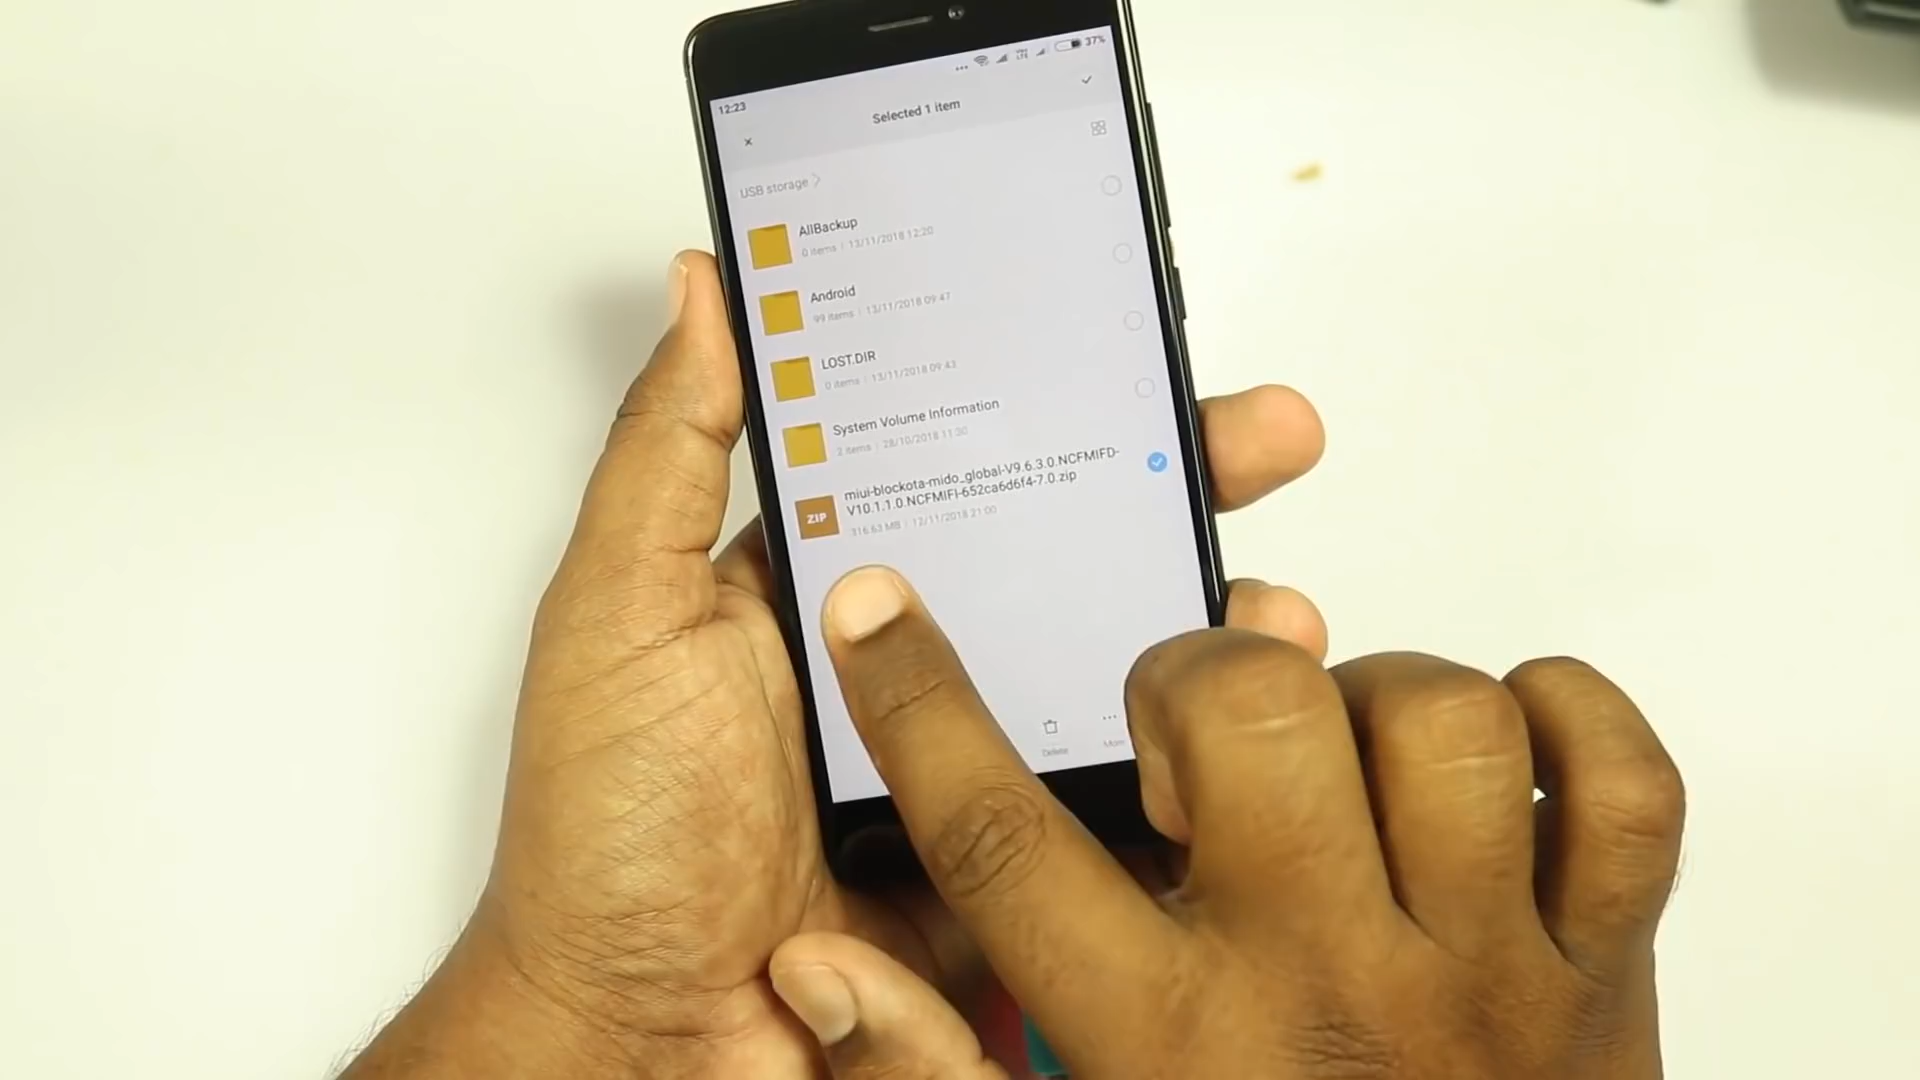 37%
12:23
Selected 1 item
USB storage
AllBackup
0 items | 13/11/2018 12:20
Android
99 items | 13/11/2018 09:47
LOST.DIR
0 items | 13/11/2018 09:43
System Volume Information
2 items | 28/10/2018 11:30
miui-blockota-mido_global-V9.6.3.0.NCFMIFD-
V10.1.1.0.NCFMIFI-652ca6d6f4-7.0.zip
ZIP
316.63 MB | 12/11/2018 21:00
Delete
More